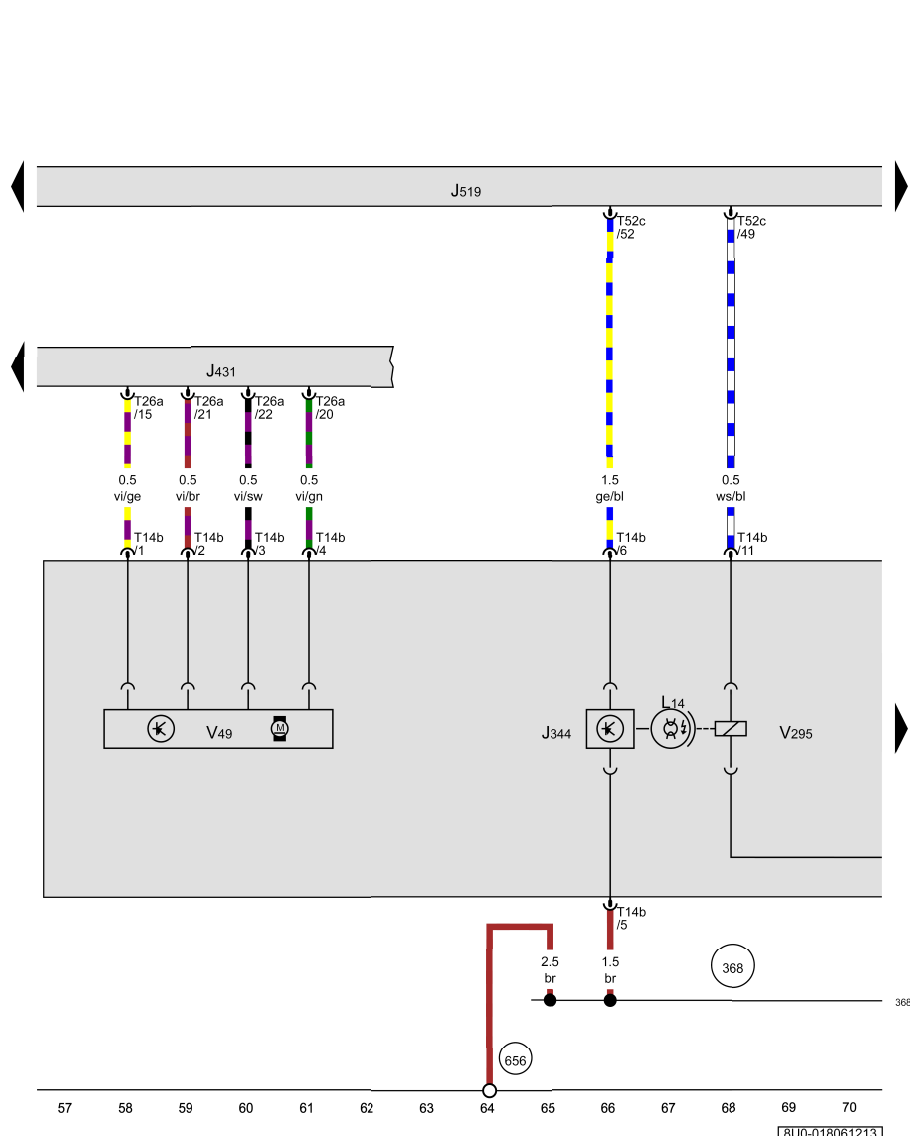 J519
T52c
/52
T52c
/49
J431
T26a
/15
T26a
/21
T26a
/22
T26a
/20
0.5
vi/ge
0.5
vi/br
0.5
vi/sw
0.5
vi/gn
1.5
ge/bl
0.5
ws/bl
T14b
/1
T14b
/2
T14b
/3
T14b
/4
T14b
/6
T14b
/11
L14
V49
M
J344
V295
T14b
/5
2.5
br
1.5
br
368
368
656
57 58 59 60 61 62 63 64 65 66 67 68 69 70
8U0-018061213